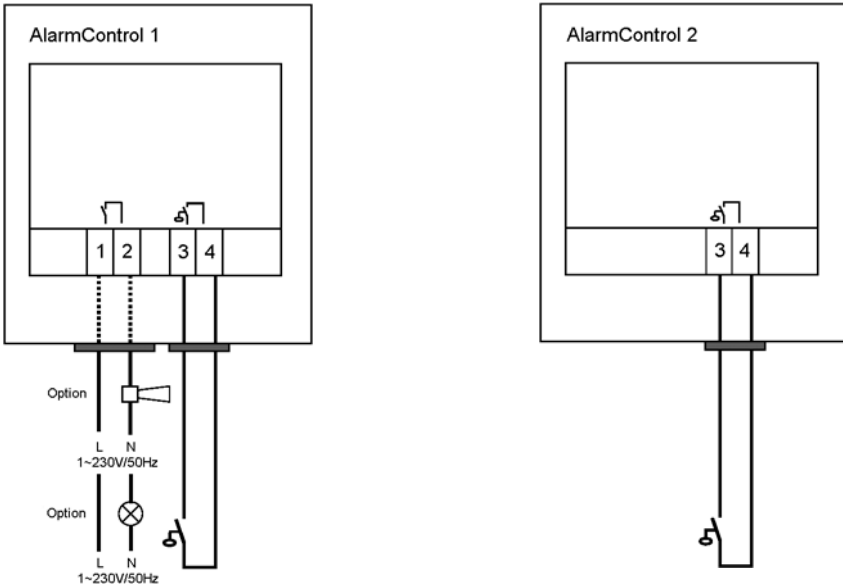 AlarmControl 1
1 2 3 4
Option
L N
1~230V/50Hz
Option
L N
1~230V/50Hz
AlarmControl 2
3 4